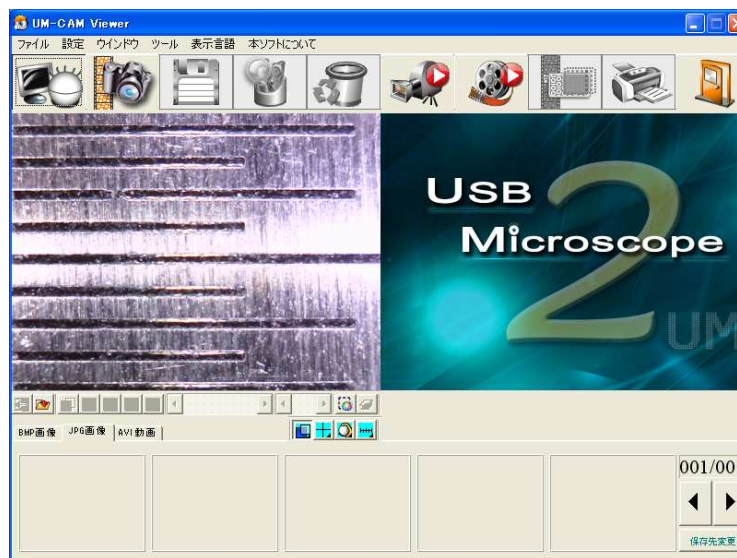 UM-CAM Viewer
ファイル 設定 ウインドウ ツール 表示言語 本ソフトについて
USB
Microscope
2
UM
BMP画像 JPG画像 AVI動画
001/00
保存先変更